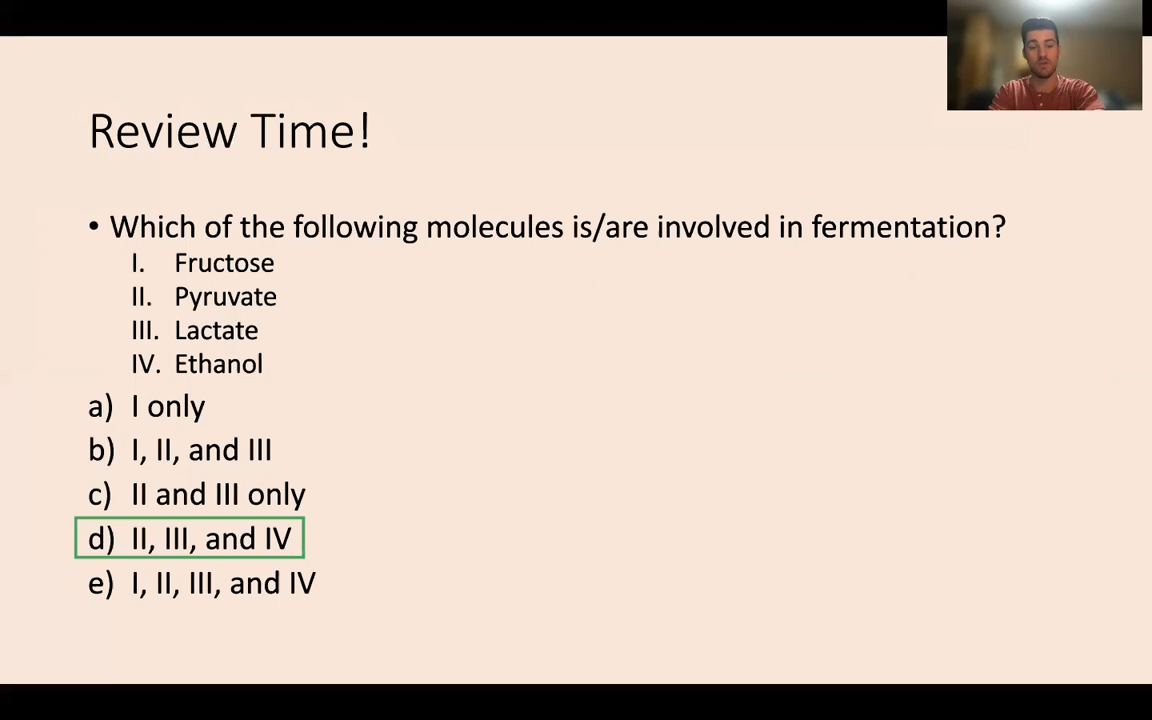 Review Time!
• Which of the following molecules is/are involved in fermentation?
I. Fructose
II. Pyruvate
III. Lactate
IV. Ethanol
a) I only
b) I, II, and III
c) II and III only
d) II, III, and IV
e) I, II, III, and IV